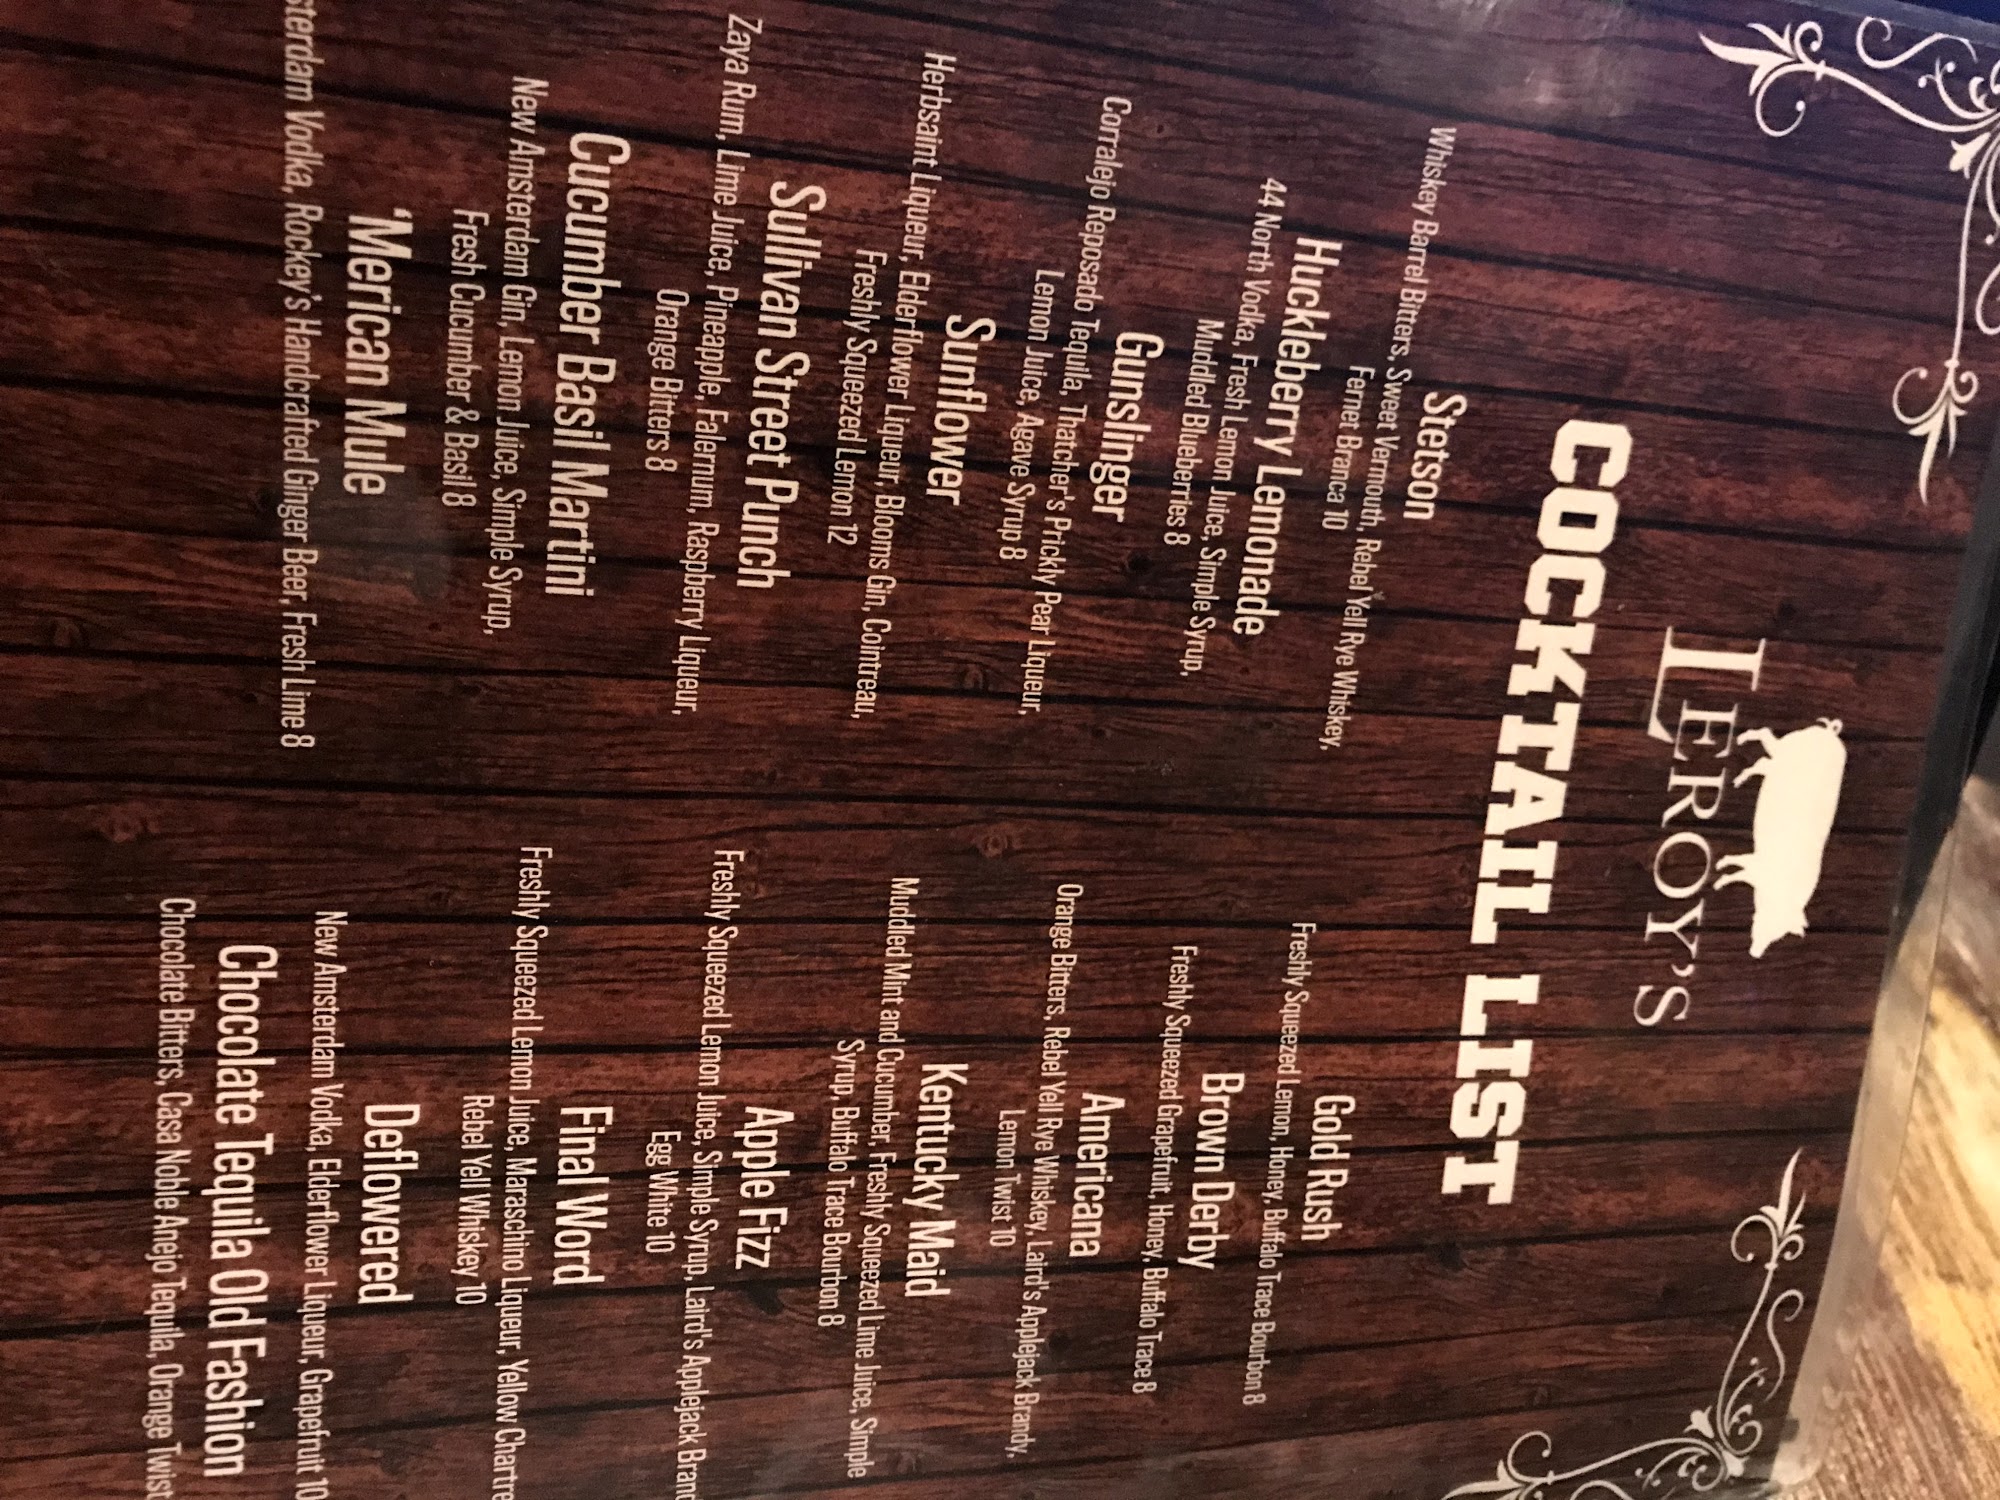 LEROY'S
COCKTAIL LIST
Stetson
Whiskey Barrel Bitters, Sweet Vermouth, Rebel Yell Rye Whiskey,
Fernet Branca 10
Huckleberry Lemonade
44 North Vodka, Fresh Lemon Juice, Simple Syrup,
Muddled Blueberries 8
Gunslinger
Corralejo Reposado Tequila, Thatcher's Prickly Pear Liqueur,
Lemon Juice, Agave Syrup 8
Sunflower
Herbsaint Liqueur, Elderflower Liqueur, Blooms Gin, Cointreau,
Freshly Squeezed Lemon 12
Sullivan Street Punch
Zaya Rum, Lime Juice, Pineapple, Falernum, Raspberry Liqueur,
Orange Bitters 8
Cucumber Basil Martini
New Amsterdam Gin, Lemon Juice, Simple Syrup,
Fresh Cucumber & Basil 8
'Merican Mule
sterdam Vodka, Rockey's Handcrafted Ginger Beer, Fresh Lime 8
Gold Rush
Freshly Squeezed Lemon, Honey, Buffalo Trace Bourbon 8
Brown Derby
Freshly Squeezed Grapefruit, Honey, Buffalo Trace 8
Americana
Orange Bitters, Rebel Yell Rye Whiskey, Laird's Applejack Brandy,
Lemon Twist 10
Kentucky Maid
Muddled Mint and Cucumber, Freshly Squeezed Lime Juice, Simple
Syrup, Buffalo Trace Bourbon 8
Apple Fizz
Freshly Squeezed Lemon Juice, Simple Syrup, Laird's Applejack Brand
Egg White 10
Final Word
Freshly Squeezed Lemon Juice, Maraschino Liqueur, Yellow Chartre
Rebel Yell Whiskey 10
Deflowered
New Amsterdam Vodka, Elderflower Liqueur, Grapefruit 10
Chocolate Tequila Old Fashion
Chocolate Bitters, Casa Noble Anejo Tequila, Orange Twist